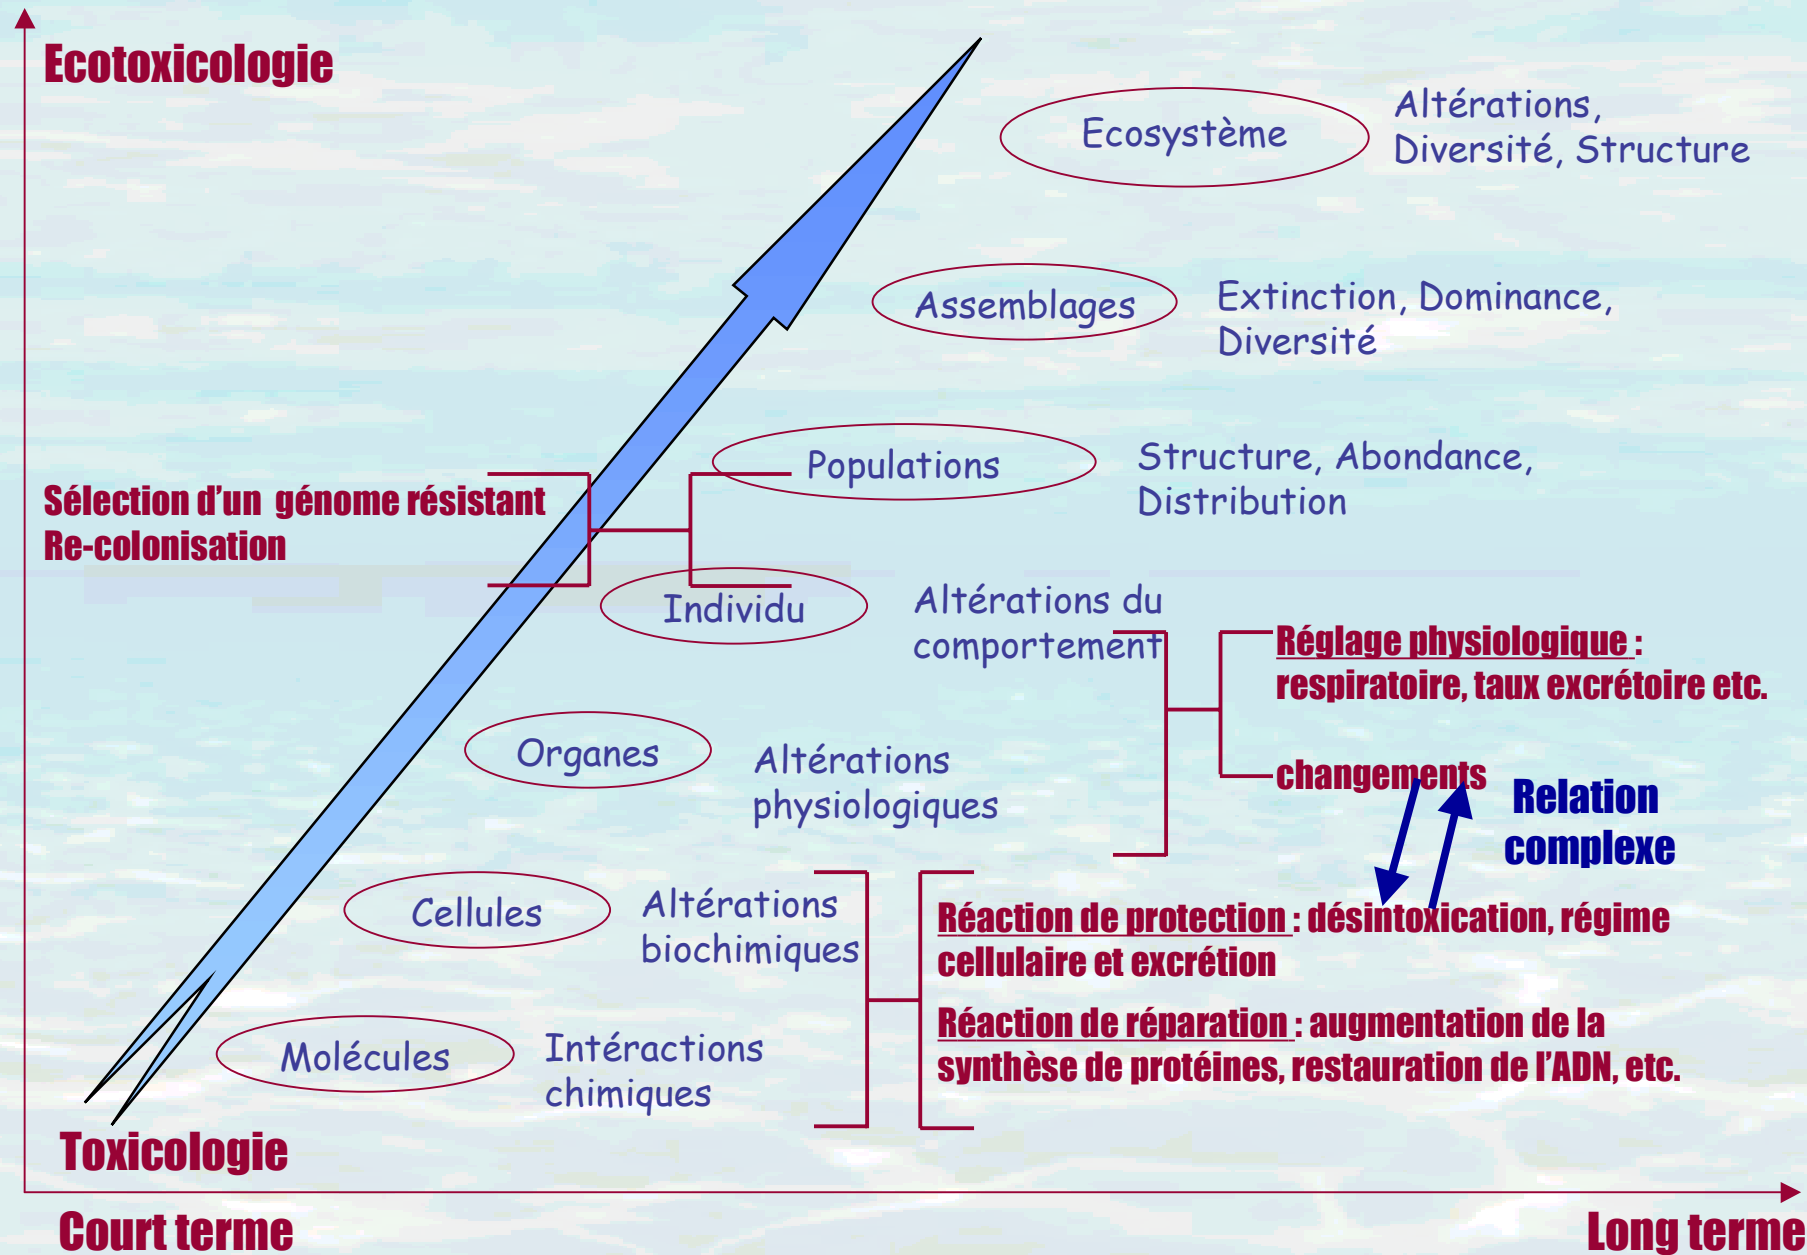 Ecotoxicologie
Ecosystème
Altérations,
Diversité, Structure
Assemblages
Extinction, Dominance,
Diversité
Populations
Structure, Abondance,
Distribution
Sélection d'un génome résistant
Re-colonisation
Individu
Altérations du
comportement
Réglage physiologique :
respiratoire, taux excrétoire etc.
Organes
Altérations
physiologiques
changements
Relation
complexe
Cellules
Altérations
biochimiques
Réaction de protection : désintoxication, régime
cellulaire et excrétion
Réaction de réparation : augmentation de la
synthèse de protéines, restauration de l'ADN, etc.
Molécules
Intéractions
chimiques
Toxicologie
Court terme
Long terme